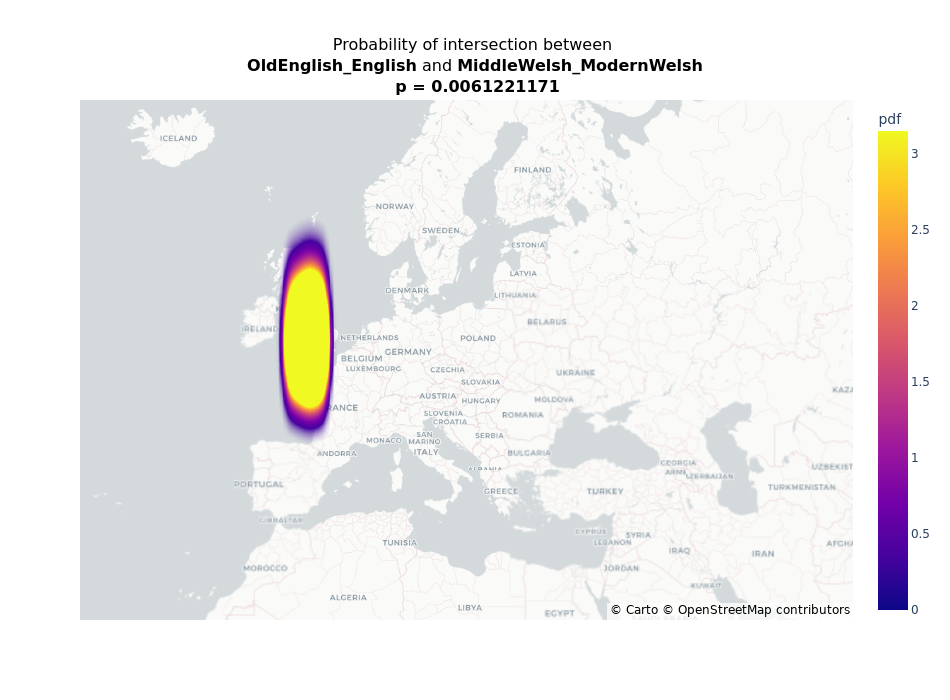 Probability of intersection between
OldEnglish_English and MiddleWelsh_ModernWelsh
p = 0.0061221171
pdf
3
2.5
2
1.5
1
0.5
0
ICELAND
FINLAND
NORWAY
SWEDEN
ESTONIA
LATVIA
DENMARK
LITHUANIA
IRELAND
BELARUS
NETHERLANDS
POLAND
GERMANY
BELGIUM
LUXEMBOURG
CZECHIA
UKRAINE
SLOVAKIA
KAZA
AUSTRIA
HUNGARY
MOLDOVA
RANCE
SLOVENIA
ROMANIA
CROATIA
SAN
MARINO
MONACO
SERBIA
ITALY
ANDORRA
BULGARIA
GEORGIA
UZBEKIST
ALBANIA
ARME
AZERBAIJAN
PORTUGAL
GREECE
TURKEY
TURKMENISTAN
GIBRALTAR
CYPRUS
SYRIA
TUNISIA
LEBANON
AFGHA
IRAQ
IRAN
MOROCCO
JORDAN
KUWAIT
ALGERIA
LIBYA
EGYPT
© Carto © OpenStreetMap contributors